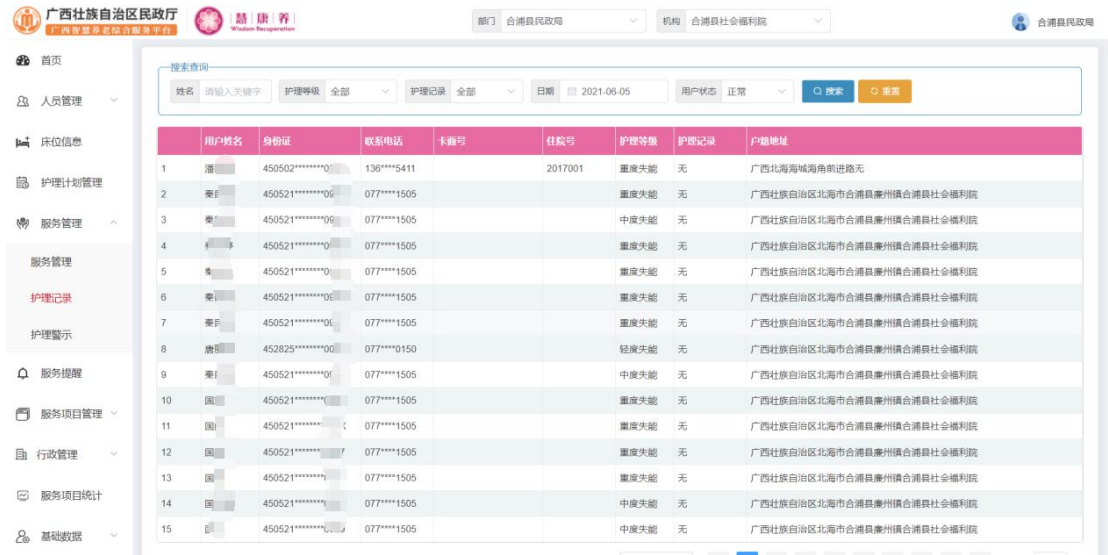 广西壮族自治区民政厅
广西智慧养老综合服务平台
慧 康 养
Wisdom Recuperation
部门 合浦县民政局
机构 合浦县社会福利院
合浦县民政局
首页
人员管理
床位信息
护理计划管理
服务管理
服务管理
护理记录
护理警示
服务提醒
服务项目管理
行政管理
服务项目统计
基础数据
搜索查询
姓名 请输入关键字 护理等级 全部 护理记录 全部 日期 2021-06-05 用户状态 正常 搜索 重置
用户姓名 身份证 联系电话 卡面号 住院号 护理等级 护理记录 户籍地址
1 潘 450502********0 136****5411 2017001 重度失能 无 广西北海海城海角前进路无
2 秦 450521********09 077****1505 重度失能 无 广西壮族自治区北海市合浦县廉州镇合浦县社会福利院
3 秦 450521********09 077****1505 中度失能 无 广西壮族自治区北海市合浦县廉州镇合浦县社会福利院
4 450521********0 077****1505 重度失能 无 广西壮族自治区北海市合浦县廉州镇合浦县社会福利院
5 450521********0 077****1505 重度失能 无 广西壮族自治区北海市合浦县廉州镇合浦县社会福利院
6 秦 450521********09 077****1505 重度失能 无 广西壮族自治区北海市合浦县廉州镇合浦县社会福利院
7 秦 450521********09 077****1505 重度失能 无 广西壮族自治区北海市合浦县廉州镇合浦县社会福利院
8 唐 452825********00 077****0150 轻度失能 无 广西壮族自治区北海市合浦县廉州镇合浦县社会福利院
9 秦 450521********0 077****1505 中度失能 无 广西壮族自治区北海市合浦县廉州镇合浦县社会福利院
10 国 450521******** 077****1505 重度失能 无 广西壮族自治区北海市合浦县廉州镇合浦县社会福利院
11 国 450521******** 077****1505 重度失能 无 广西壮族自治区北海市合浦县廉州镇合浦县社会福利院
12 国 450521******** 7 077****1505 重度失能 无 广西壮族自治区北海市合浦县廉州镇合浦县社会福利院
13 国 450521******** 077****1505 重度失能 无 广西壮族自治区北海市合浦县廉州镇合浦县社会福利院
14 国 450521******** 077****1505 中度失能 无 广西壮族自治区北海市合浦县廉州镇合浦县社会福利院
15 450521******** 077****1505 中度失能 无 广西壮族自治区北海市合浦县廉州镇合浦县社会福利院